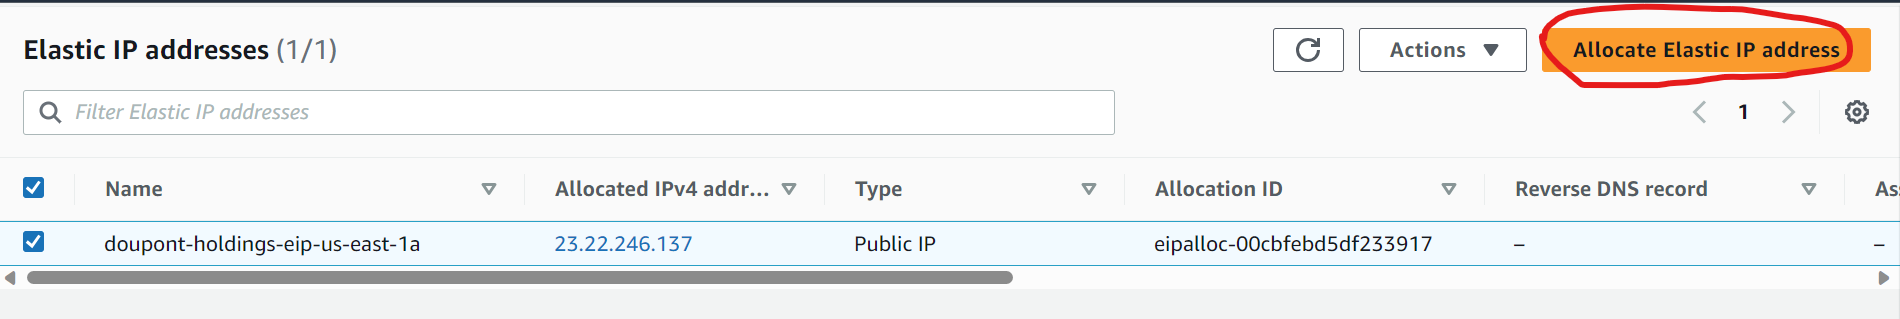 Elastic IP addresses (1/1)
Actions
Allocate Elastic IP address
Filter Elastic IP addresses
1
Name Allocated IPv4 addr... Type Allocation ID Reverse DNS record
doupont-holdings-eip-us-east-1a 23.22.246.137 Public IP eipalloc-00cbfebd5df233917 – –